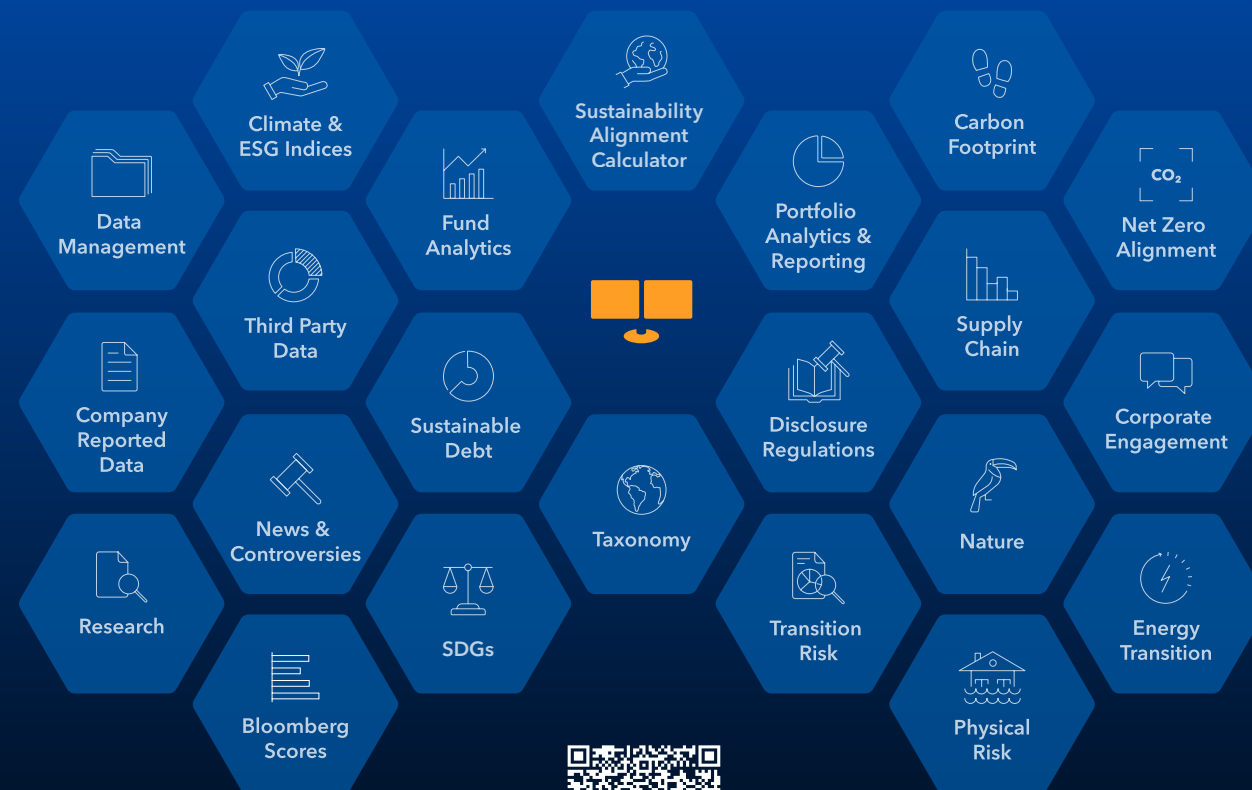 Climate &
ESG Indices
Sustainability
Alignment
Calculator
Carbon
Footprint
Data
Management
Fund
Analytics
Portfolio
Analytics &
Reporting
CO₂
Net Zero
Alignment
Third Party
Data
Supply
Chain
Company
Reported
Data
Sustainable
Debt
Disclosure
Regulations
Corporate
Engagement
News &
Controversies
Taxonomy
Nature
Research
SDGs
Transition
Risk
Energy
Transition
Bloomberg
Scores
Physical
Risk